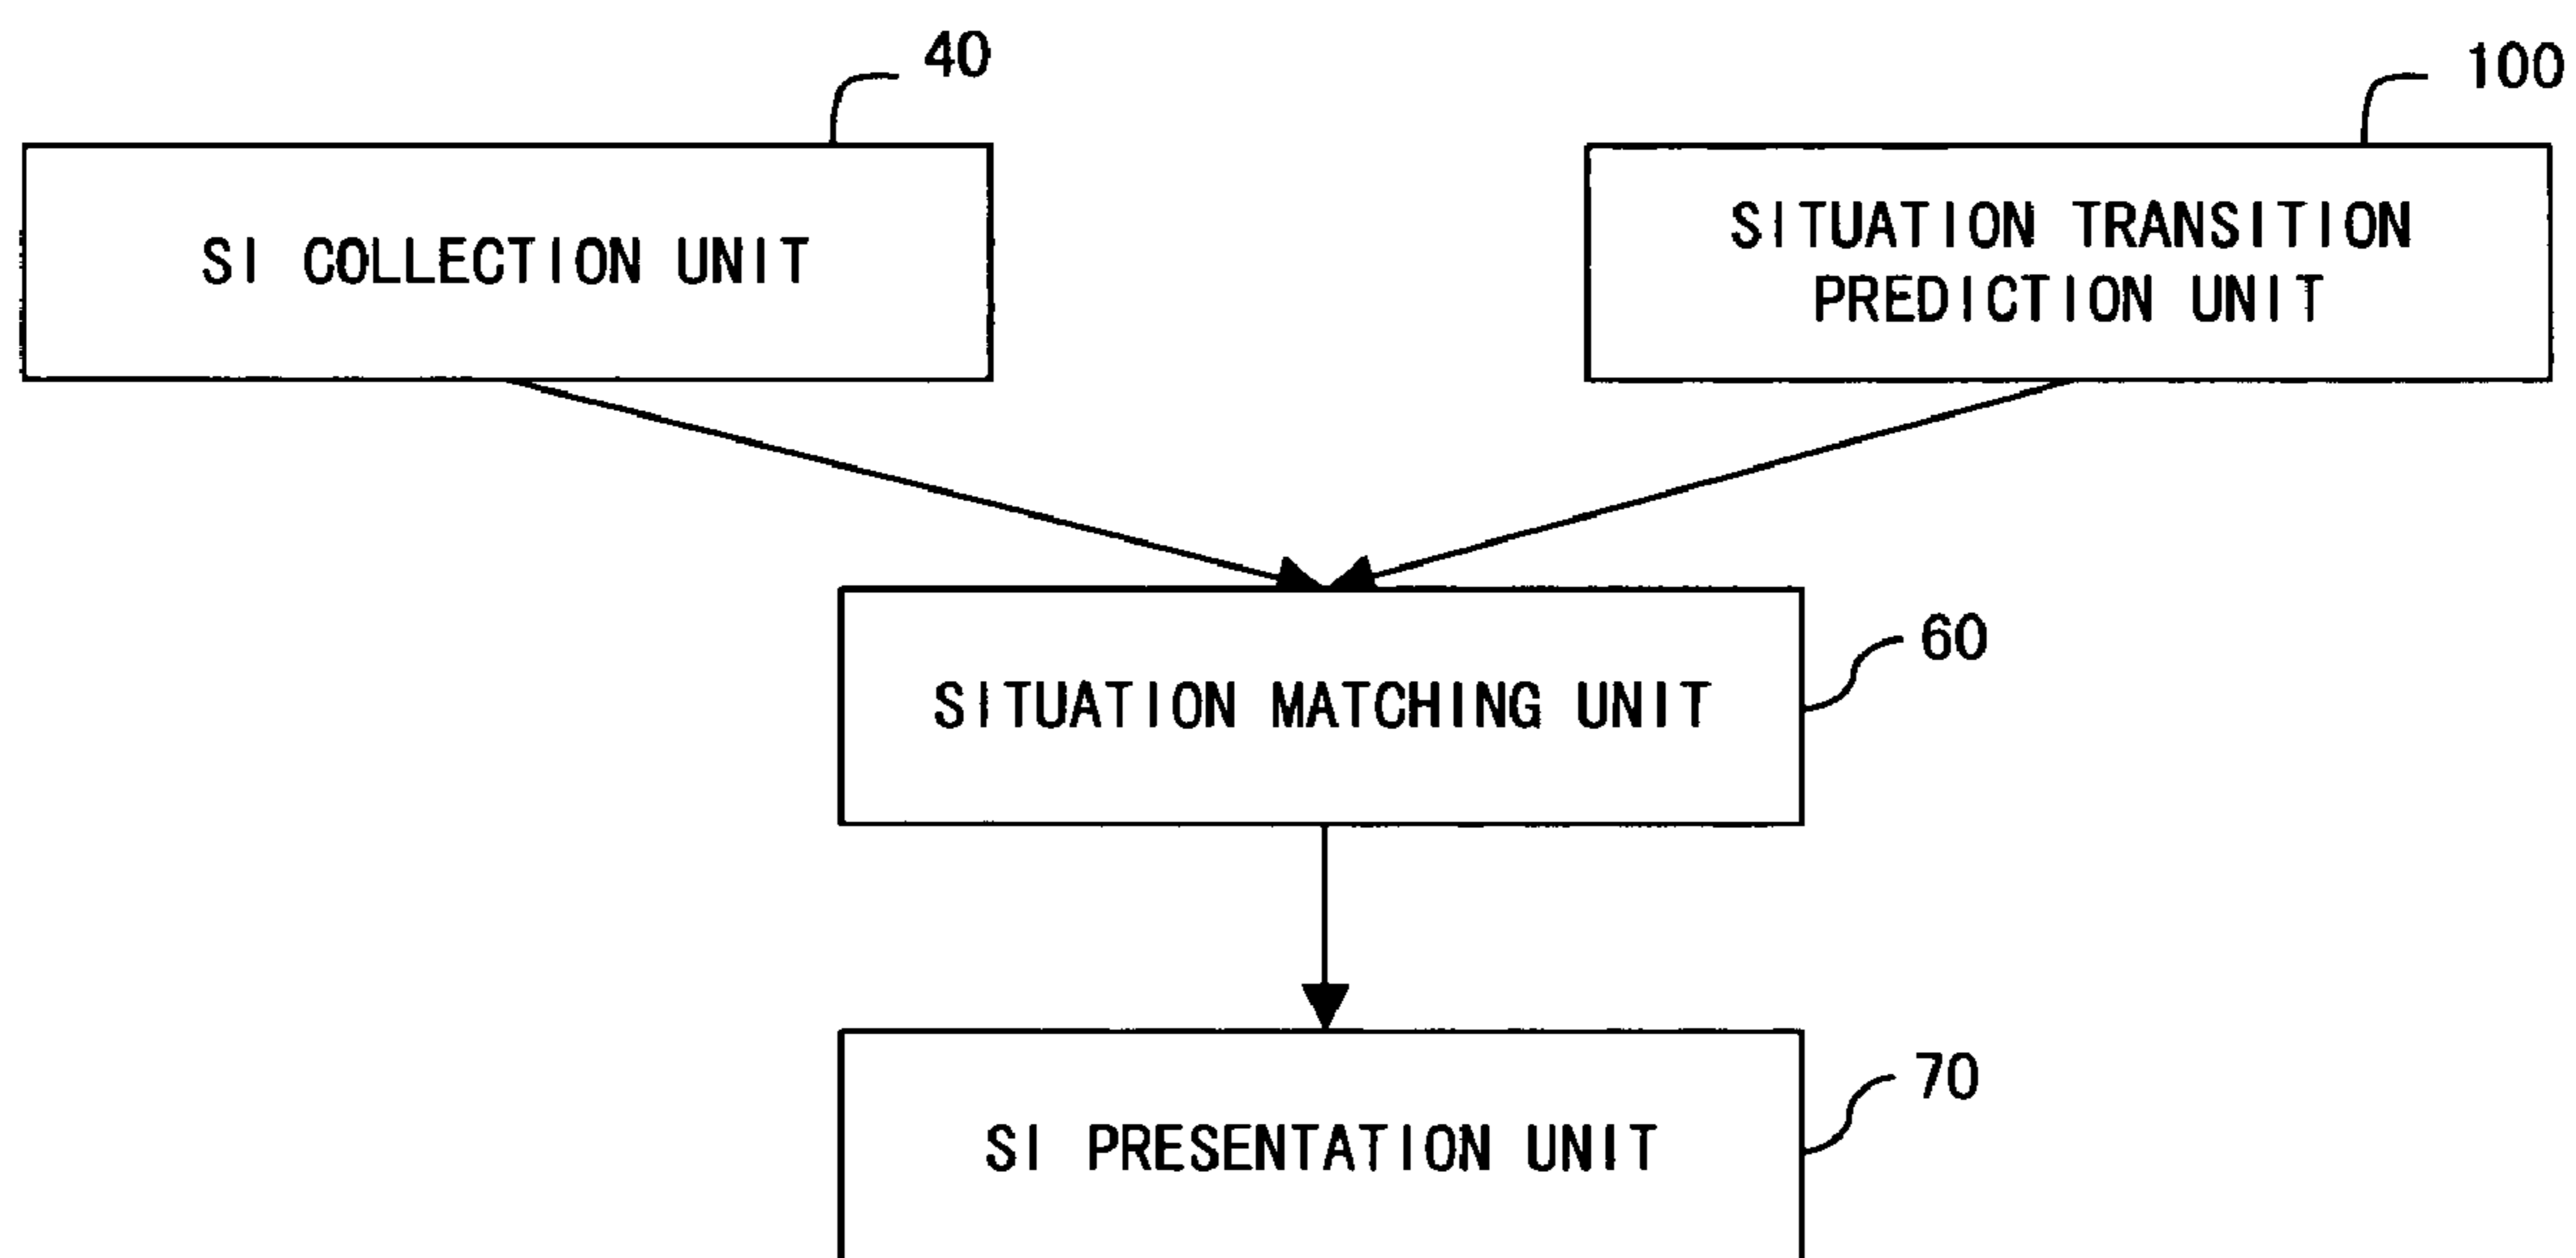 40
100
SI COLLECTION UNIT
SITUATION TRANSITION
PREDICTION UNIT
60
SITUATION MATCHING UNIT
70
SI PRESENTATION UNIT